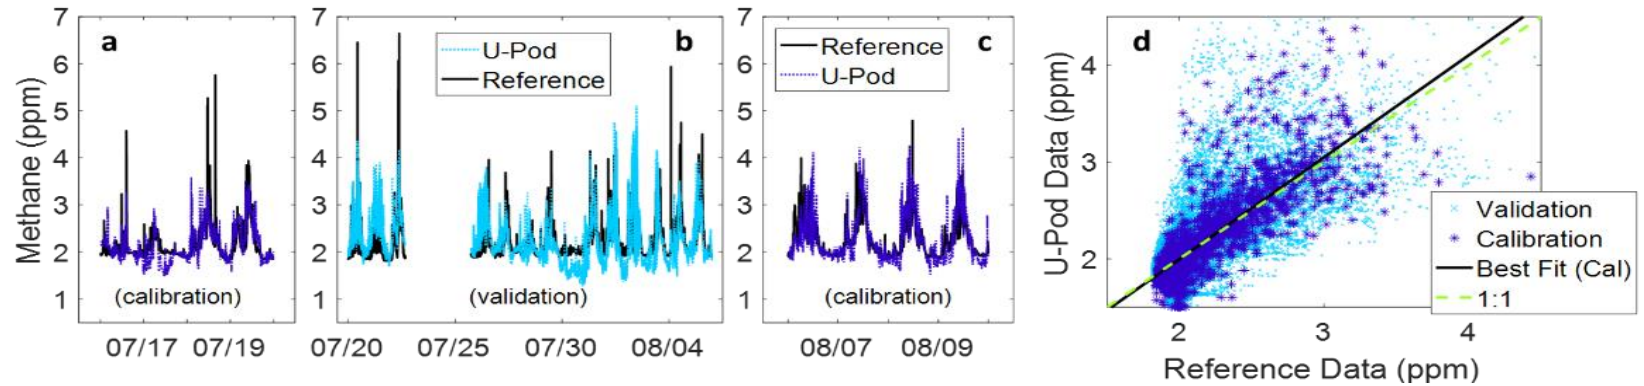 Methane (ppm)
7
6
5
4
3
2
1
a
(calibration)
07/17 07/19
7
6
5
4
3
2
1
b
U-Pod
Reference
(validation)
07/20 07/25 07/30 08/04
7
6
5
4
3
2
1
c
Reference
U-Pod
(calibration)
08/07 08/09
U-Pod Data (ppm)
4
3
2
d
Validation
Calibration
Best Fit (Cal)
1:1
2 3 4
Reference Data (ppm)